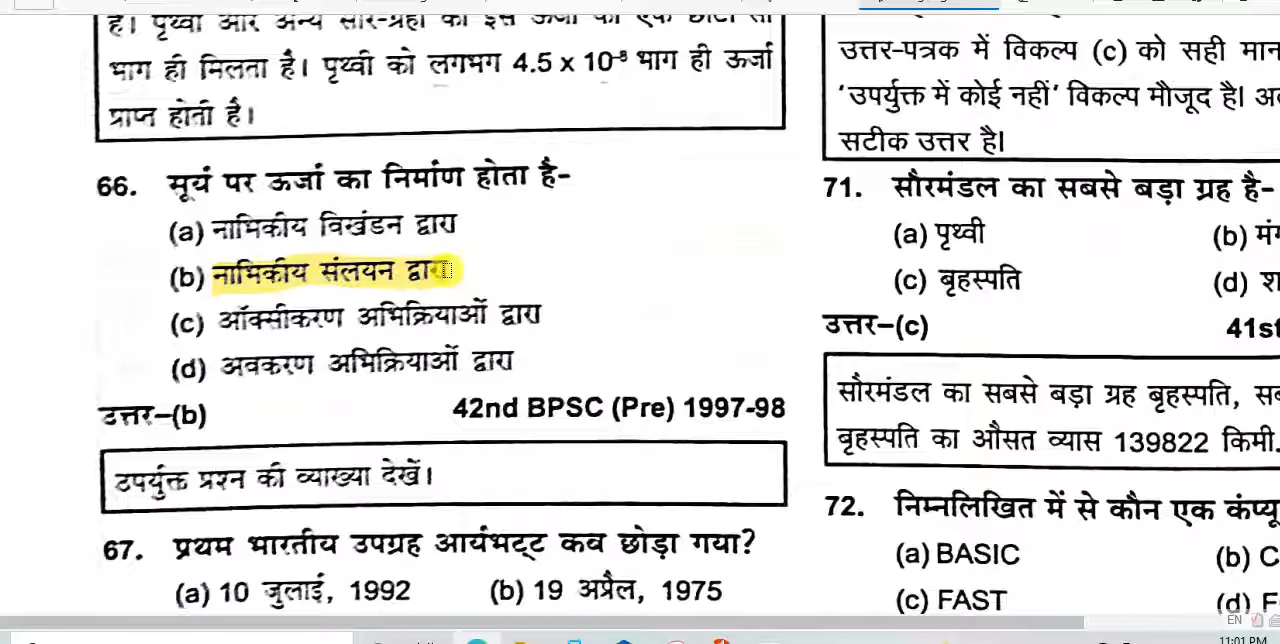 है। पृथ्वी और अन्य सौर-ग्रहों को इस ऊर्जा का एक छोटा सा
भाग ही मिलता है। पृथ्वी को लगभग 4.5 x 10⁻⁸ भाग ही ऊर्जा
प्राप्त होती है।
66. सूर्य पर ऊर्जा का निर्माण होता है-
(a) नाभिकीय विखंडन द्वारा
(b) नाभिकीय संलयन द्वारा
(c) ऑक्सीकरण अभिक्रियाओं द्वारा
(d) अवकरण अभिक्रियाओं द्वारा
उत्तर–(b) 42nd BPSC (Pre) 1997-98
उपर्युक्त प्रश्न की व्याख्या देखें।
67. प्रथम भारतीय उपग्रह आर्यभट्ट कब छोड़ा गया?
(a) 10 जुलाई, 1992 (b) 19 अप्रैल, 1975
उत्तर-पत्रक में विकल्प (c) को सही मान
'उपर्युक्त में कोई नहीं' विकल्प मौजूद है। अ
सटीक उत्तर है।
71. सौरमंडल का सबसे बड़ा ग्रह है-
(a) पृथ्वी (b) मं
(c) बृहस्पति (d) श
उत्तर–(c) 41st
सौरमंडल का सबसे बड़ा ग्रह बृहस्पति, स
बृहस्पति का औसत व्यास 139822 किमी.
72. निम्नलिखित में से कौन एक कंप्यू
(a) BASIC (b) C
(c) FAST (d) F
EN
11:01 PM